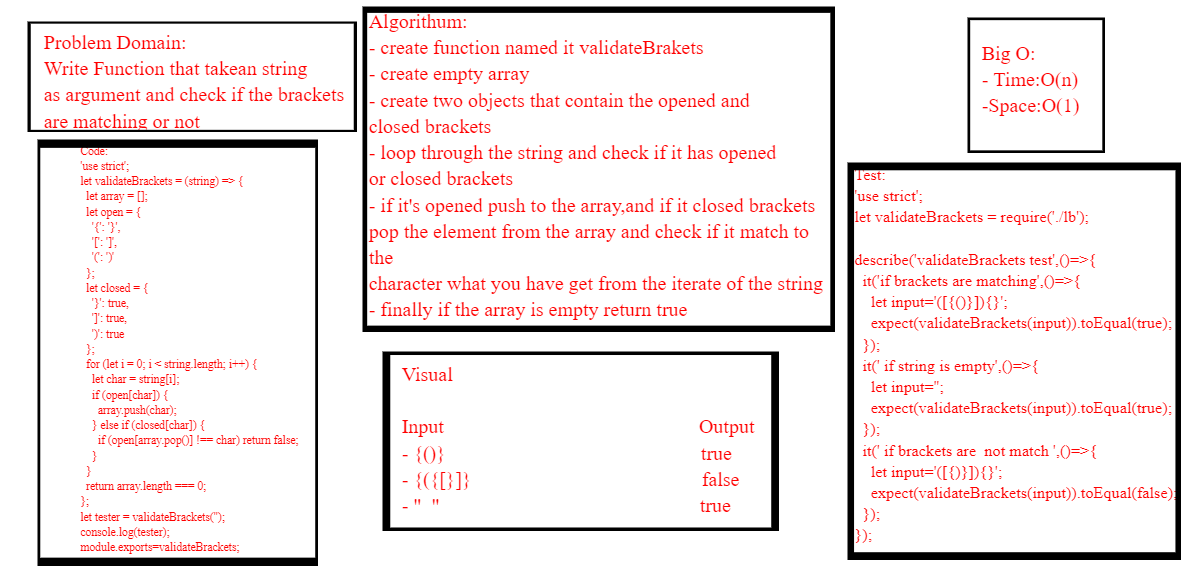 Problem Domain:
Write Function that takean string
as argument and check if the brackets
are matching or not
Code:
'use strict';
let validateBrackets = (string) => {
let array = [];
let open = {
'{': '}',
'[': ']',
'(': ')'
};
let closed = {
'}': true,
']': true,
')': true
};
for (let i = 0; i < string.length; i++) {
let char = string[i];
if (open[char]) {
array.push(char);
} else if (closed[char]) {
if (open[array.pop()] !== char) return false;
}
}
return array.length === 0;
};
let tester = validateBrackets('');
console.log(tester);
module.exports=validateBrackets;
Algorithum:
- create function named it validateBrakets
- create empty array
- create two objects that contain the opened and
closed brackets
- loop through the string and check if it has opened
or closed brackets
- if it's opened push to the array,and if it closed brackets
pop the element from the array and check if it match to
the
character what you have get from the iterate of the string
- finally if the array is empty return true
Visual
Input Output
- {()} true
- {({[}]} false
- " " true
Big O:
- Time:O(n)
-Space:O(1)
Test:
'use strict';
let validateBrackets = require('./lb');
describe('validateBrackets test',()=>{
it('if brackets are matching',()=>{
let input='([{()}]){}';
expect(validateBrackets(input)).toEqual(true);
});
it(' if string is empty',()=>{
let input='';
expect(validateBrackets(input)).toEqual(true);
});
it(' if brackets are  not match ',()=>{
let input='([{)}]){}';
expect(validateBrackets(input)).toEqual(false);
});
});